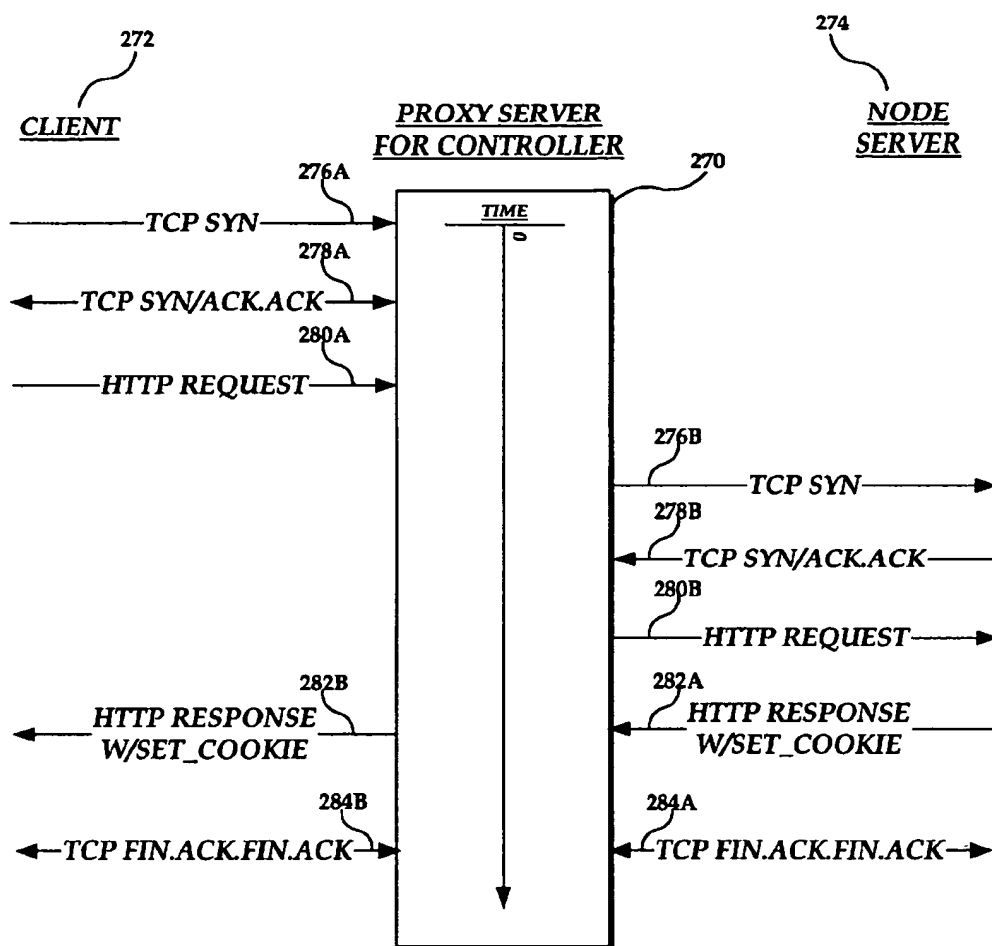 272
274
CLIENT
PROXY SERVER
FOR CONTROLLER
NODE
SERVER
270
276A
TCP SYN
TIME
0
278A
TCP SYN/ACK.ACK
280A
HTTP REQUEST
276B
TCP SYN
278B
TCP SYN/ACK.ACK
280B
HTTP REQUEST
282B
HTTP RESPONSE
W/SET_COOKIE
282A
HTTP RESPONSE
W/SET_COOKIE
284B
TCP FIN.ACK.FIN.ACK
284A
TCP FIN.ACK.FIN.ACK